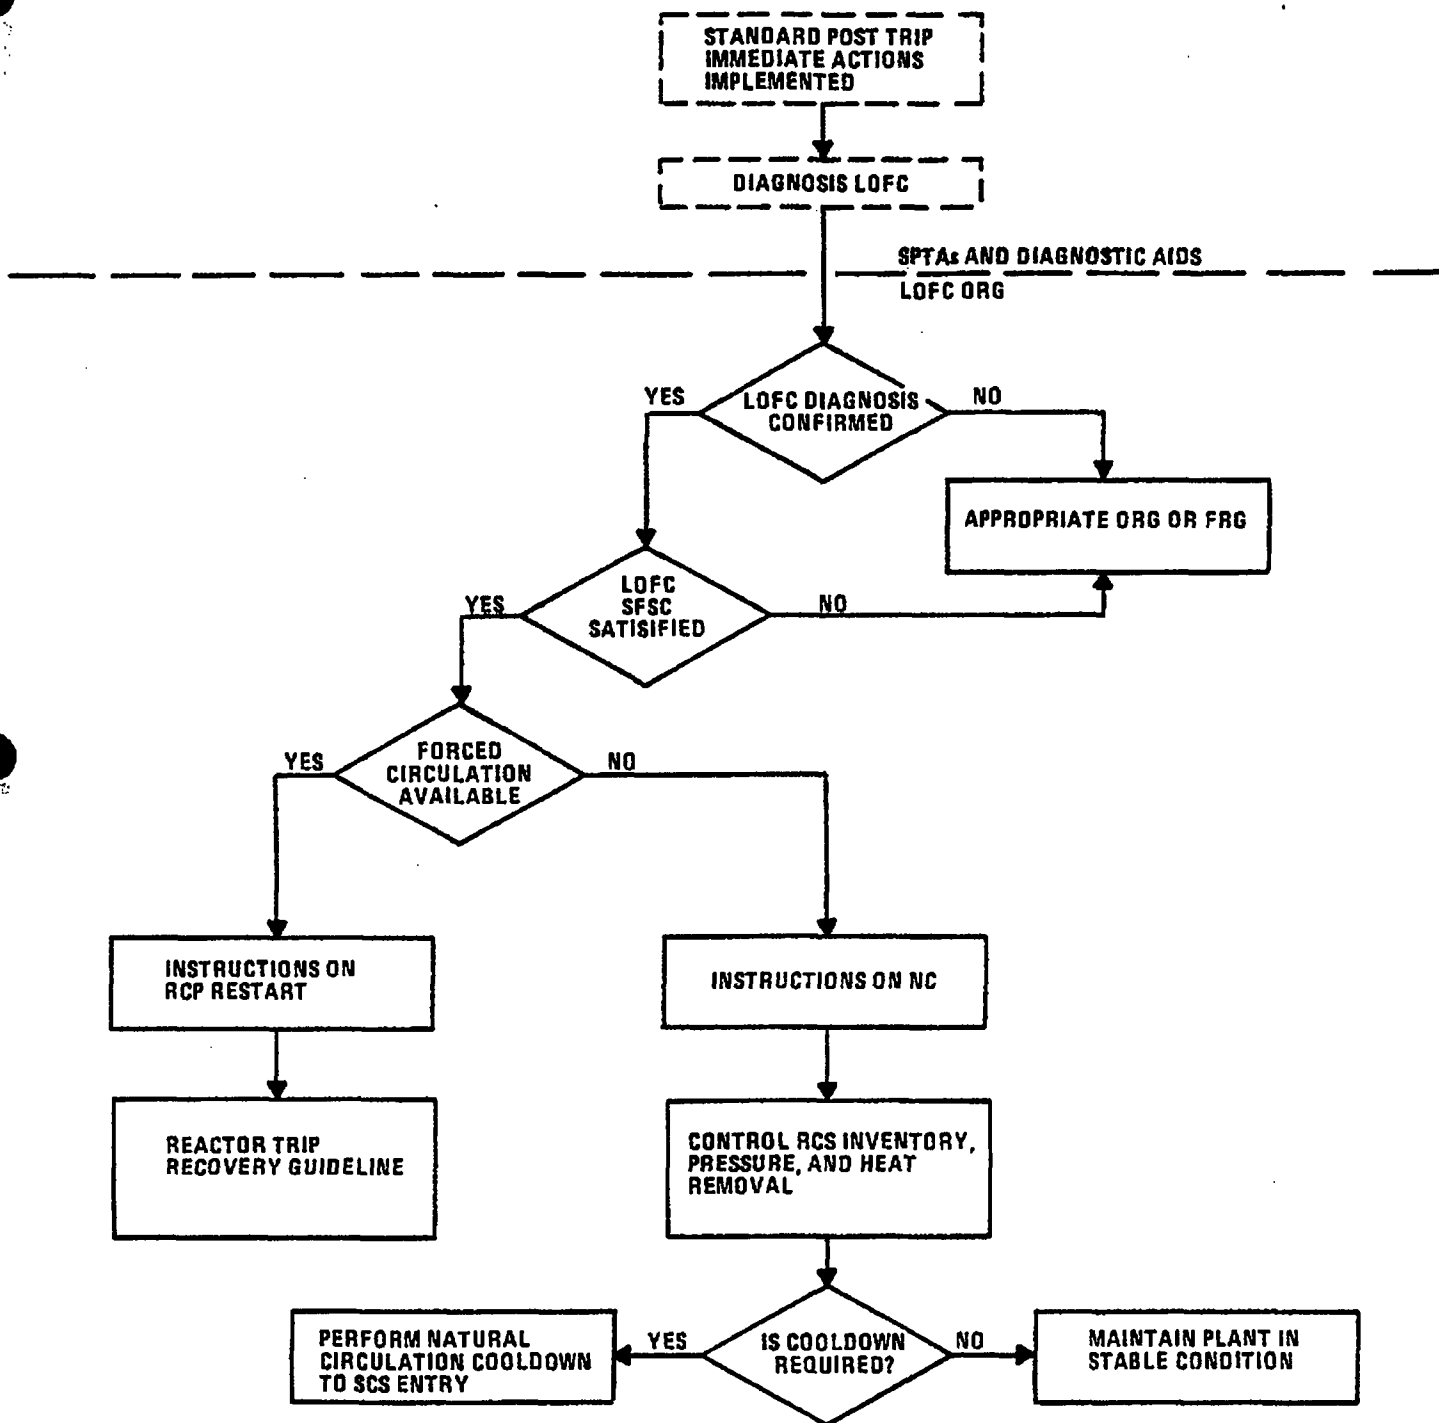 STANDARD POST TRIP
IMMEDIATE ACTIONS
IMPLEMENTED
DIAGNOSIS LOFC
SPTAs AND DIAGNOSTIC AIDS
LOFC ORG
YES
LOFC DIAGNOSIS
CONFIRMED
NO
APPROPRIATE ORG OR FRG
YES
LOFC
SFSC
SATISIFIED
NO
YES
FORCED
CIRCULATION
AVAILABLE
NO
INSTRUCTIONS ON
RCP RESTART
INSTRUCTIONS ON NC
REACTOR TRIP
RECOVERY GUIDELINE
CONTROL RCS INVENTORY,
PRESSURE, AND HEAT
REMOVAL
PERFORM NATURAL
CIRCULATION COOLDOWN
TO SCS ENTRY
YES
IS COOLDOWN
REQUIRED?
NO
MAINTAIN PLANT IN
STABLE CONDITION